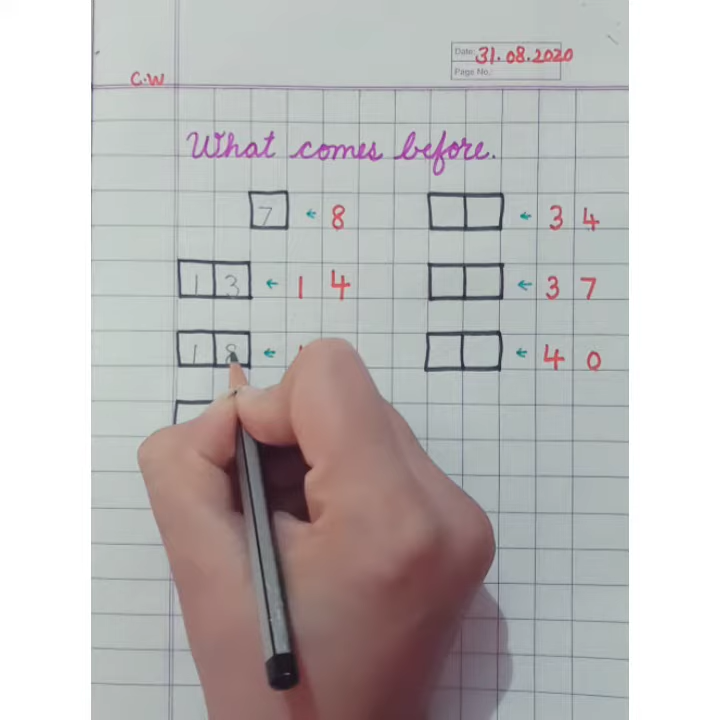 Date: 31.08.2020
Page No.:
C.W
What comes before.
7 ← 8
← 3 4
1 3 ← 1 4
← 3 7
1 8 ← 1
← 4 0